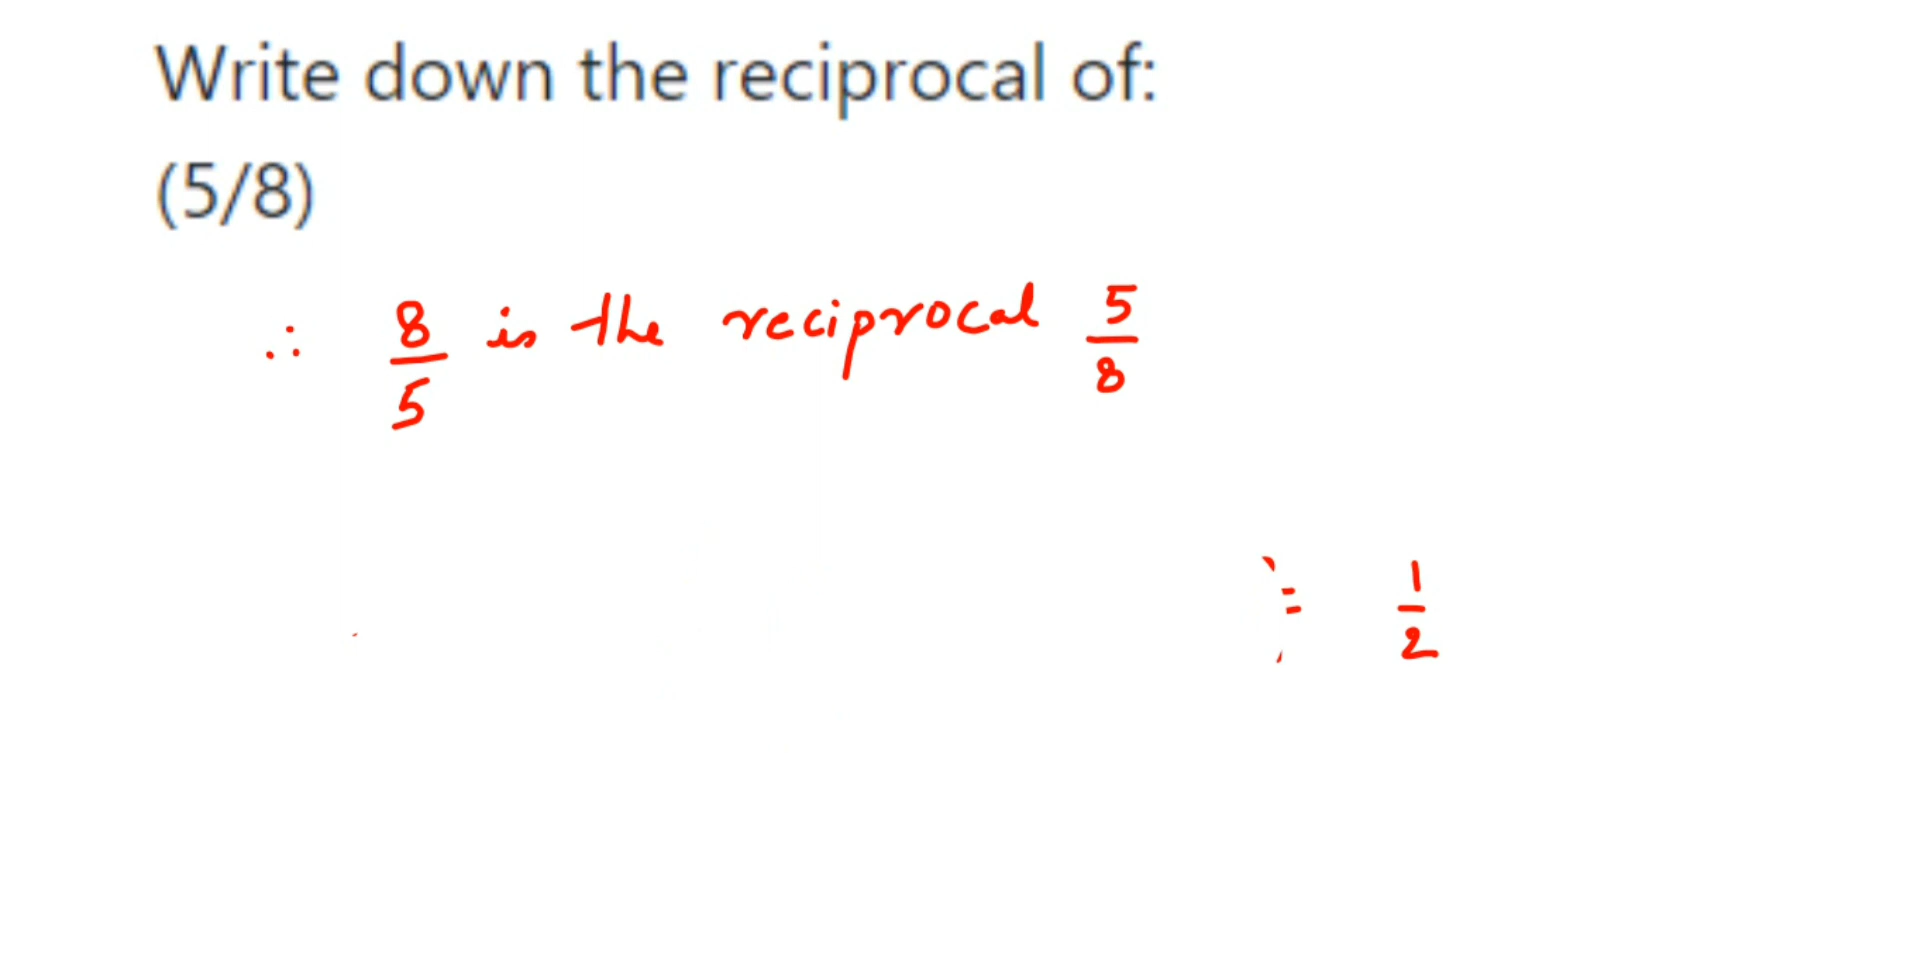 Write down the reciprocal of:
(5/8)
∴ 8/5 is the reciprocal 5/8
= 1/2